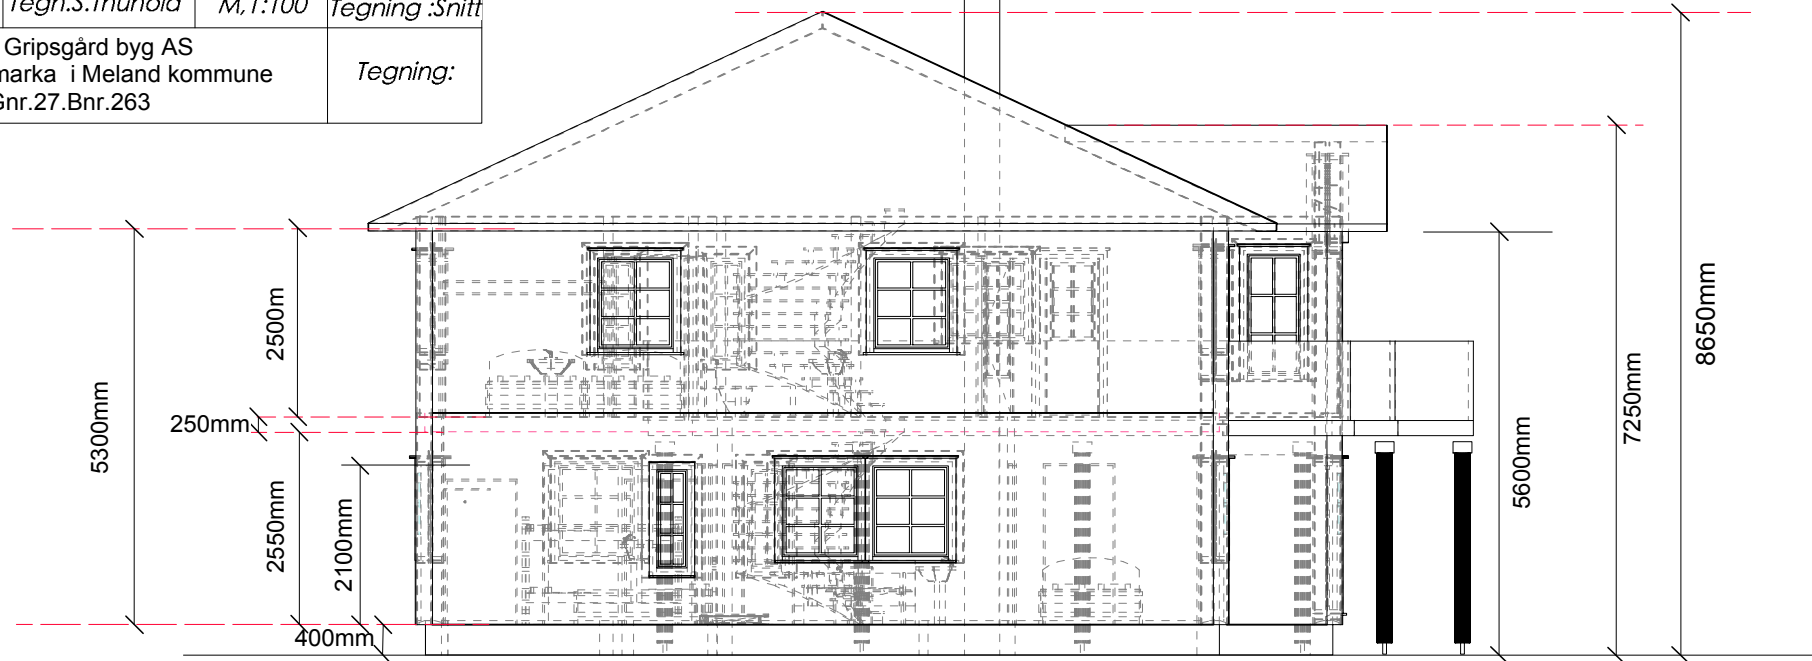 Tegn.S.Thunold
M,1:100
Tegning :Snitt
Gripsgård byg AS
marka i Meland kommune
Gnr.27.Bnr.263
Tegning:
5300mm
2500m
250mm
2550mm
2100mm
400mm
5600mm
7250mm
8650mm